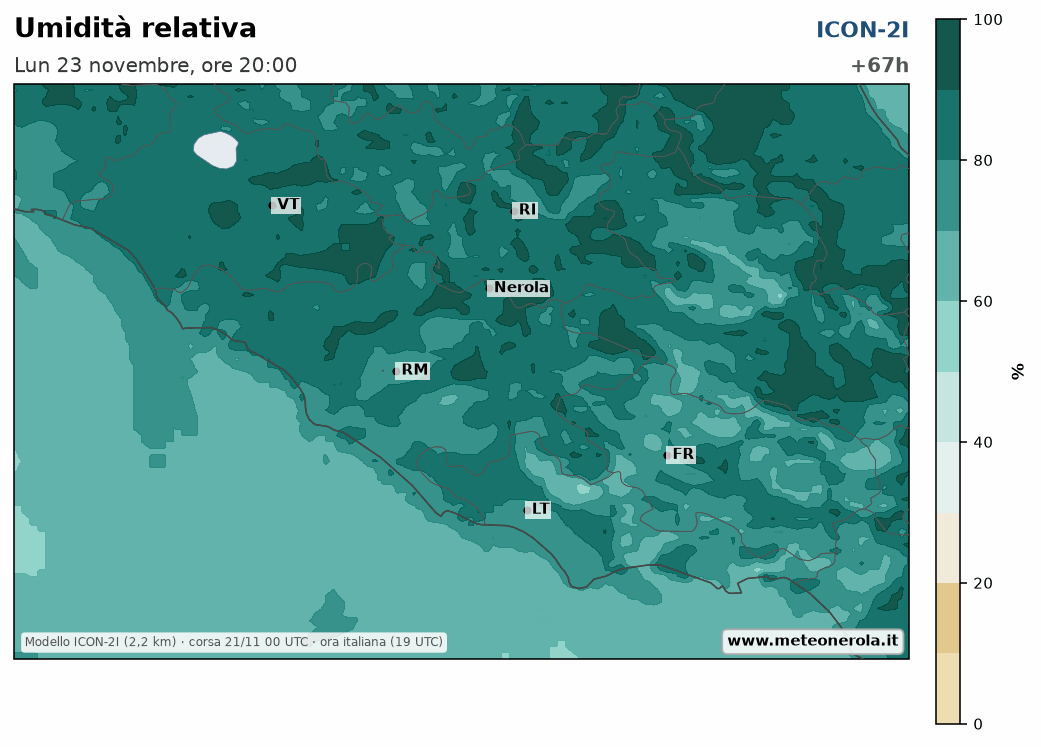 Umidità relativa
ICON-2I
Lun 23 novembre, ore 20:00
+67h
100
80
60
40
20
0
%
VT
RI
Nerola
RM
FR
LT
Modello ICON-2I (2,2 km) · corsa 21/11 00 UTC · ora italiana (19 UTC)
www.meteonerola.it